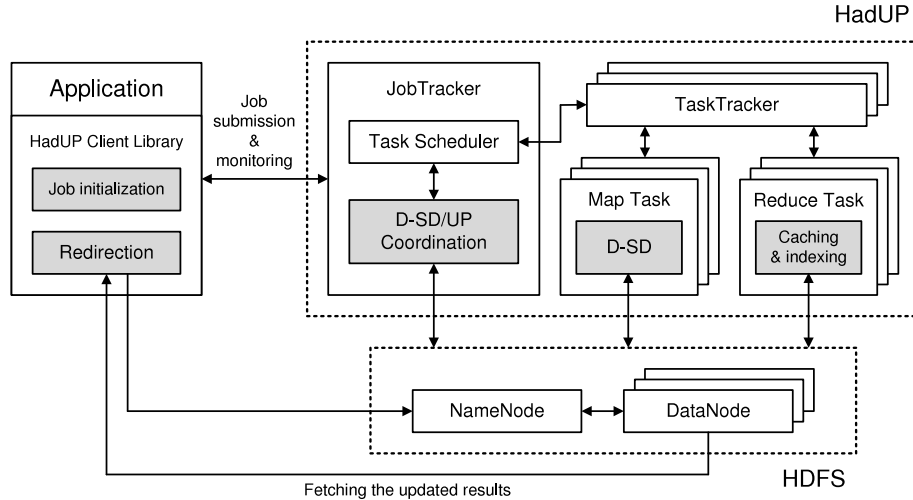 HadUP
Application
HadUP Client Library
Job initialization
Redirection
Job
submission
&
monitoring
JobTracker
Task Scheduler
D-SD/UP
Coordination
TaskTracker
Map Task
D-SD
Reduce Task
Caching
& indexing
NameNode
DataNode
HDFS
Fetching the updated results